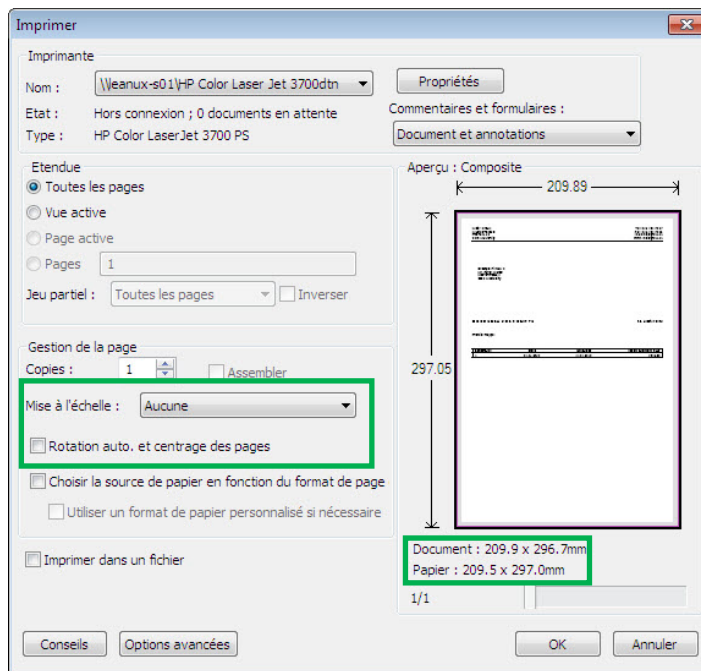 Imprimer
Imprimante
Nom : \\leanux-s01\HP Color Laser Jet 3700dtn Propriétés
Etat : Hors connexion ; 0 documents en attente Commentaires et formulaires :
Type : HP Color LaserJet 3700 PS Document et annotations
Etendue
Toutes les pages
Vue active
Page active
Pages 1
Jeu partiel : Toutes les pages Inverser
Gestion de la page
Copies : 1 Assembler
Mise à l'échelle : Aucune
Rotation auto. et centrage des pages
Choisir la source de papier en fonction du format de page
Utiliser un format de papier personnalisé si nécessaire
Imprimer dans un fichier
Aperçu : Composite
209.89
297.05
Document : 209.9 x 296.7mm
Papier : 209.5 x 297.0mm
1/1
Conseils Options avancées OK Annuler